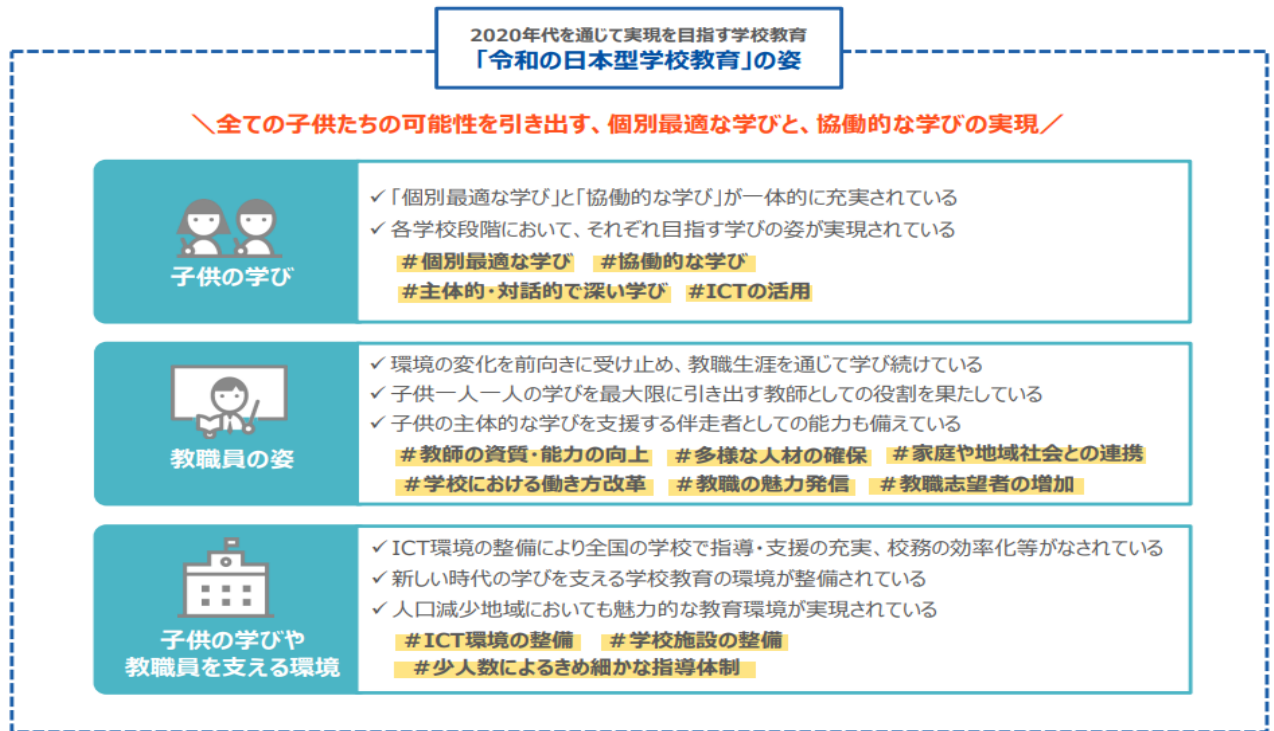 2020年代を通じて実現を目指す学校教育
「令和の日本型学校教育」の姿
＼全ての子供たちの可能性を引き出す、個別最適な学びと、協働的な学びの実現／
子供の学び
✓「個別最適な学び」と「協働的な学び」が一体的に充実されている
✓各学校段階において、それぞれ目指す学びの姿が実現されている
＃個別最適な学び ＃協働的な学び
＃主体的・対話的で深い学び ＃ICTの活用
教職員の姿
✓環境の変化を前向きに受け止め、教職生涯を通じて学び続けている
✓子供一人一人の学びを最大限に引き出す教師としての役割を果たしている
✓子供の主体的な学びを支援する伴走者としての能力も備えている
＃教師の資質・能力の向上 ＃多様な人材の確保 ＃家庭や地域社会との連携
＃学校における働き方改革 ＃教職の魅力発信 ＃教職志望者の増加
子供の学びや
教職員を支える環境
✓ICT環境の整備により全国の学校で指導・支援の充実、校務の効率化等がなされている
✓新しい時代の学びを支える学校教育の環境が整備されている
✓人口減少地域においても魅力的な教育環境が実現されている
＃ICT環境の整備 ＃学校施設の整備
＃少人数によるきめ細かな指導体制